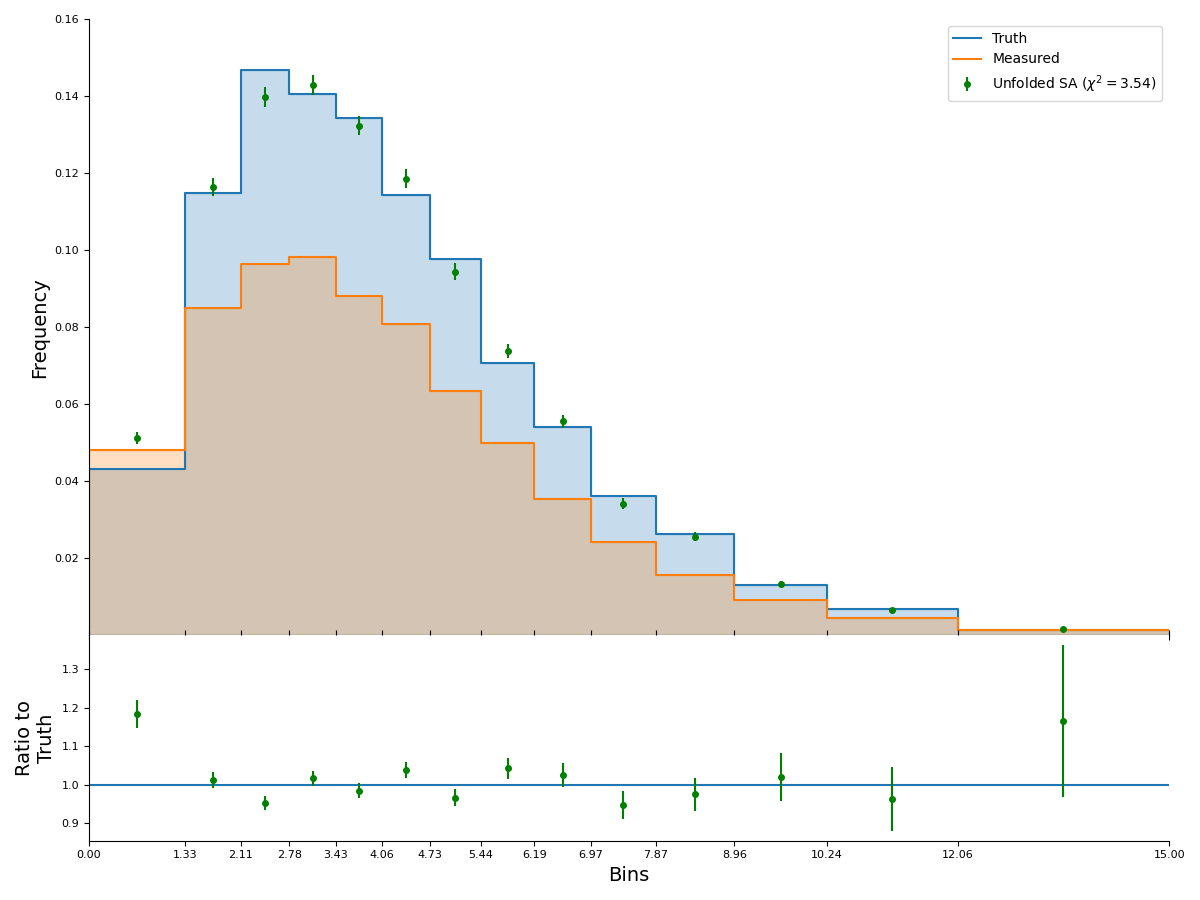 0.16
0.14
0.12
0.10
0.08
0.06
0.04
0.02
Frequency
Truth
Measured
Unfolded SA (χ² = 3.54)
1.3
1.2
1.1
1.0
0.9
Ratio to
Truth
0.00 1.33 2.11 2.78 3.43 4.06 4.73 5.44 6.19 6.97 7.87 8.96 10.24 12.06 15.00
Bins